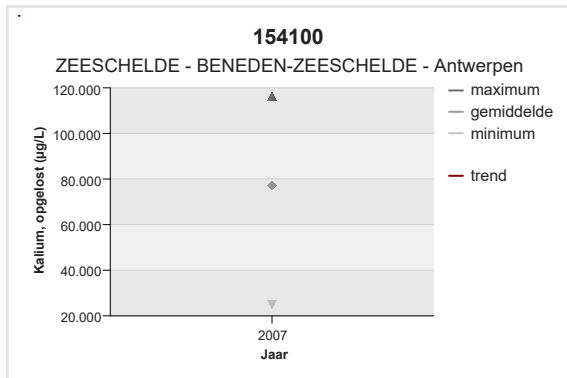 154100
ZEESCHELDE - BENEDEN-ZEESCHELDE - Antwerpen
Kalium, opgelost (µg/L)
120.000
100.000
80.000
60.000
40.000
20.000
2007
Jaar
maximum
gemiddelde
minimum
trend